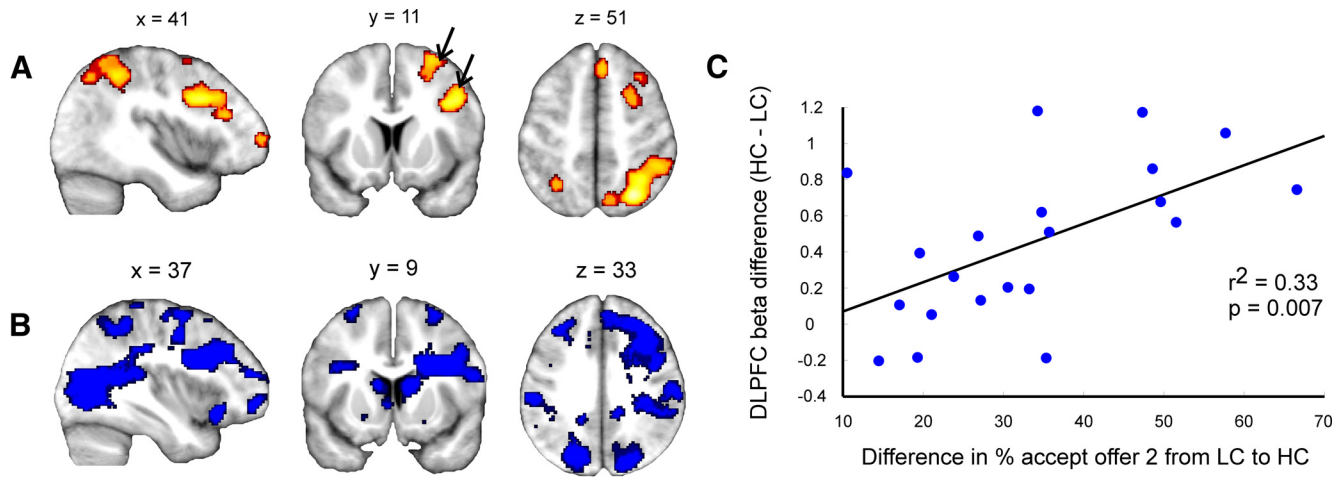 x = 41 y = 11 z = 51
A
x = 37 y = 9 z = 33
B
C
DLPFC beta difference (HC - LC)
1.2
1
0.8
0.6
0.4
0.2
0
-0.2
-0.4
r2 = 0.33
p = 0.007
10 20 30 40 50 60 70
Difference in % accept offer 2 from LC to HC